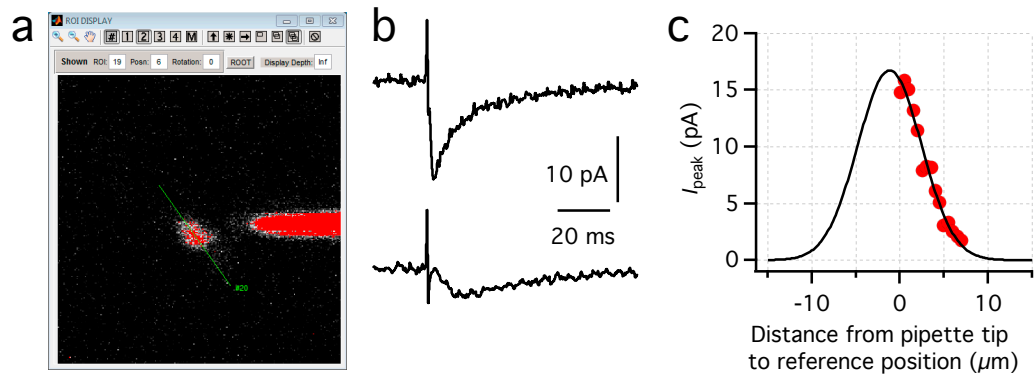 a
ROI DISPLAY
# 1 2 3 4 M
Shown ROI: 19 Posn: 6 Rotation: 0 ROOT Display Depth: Inf
#20
b
10 pA
20 ms
c
20
15
10
5
0
I peak (pA)
-10 0 10
Distance from pipette tip
to reference position (µm)